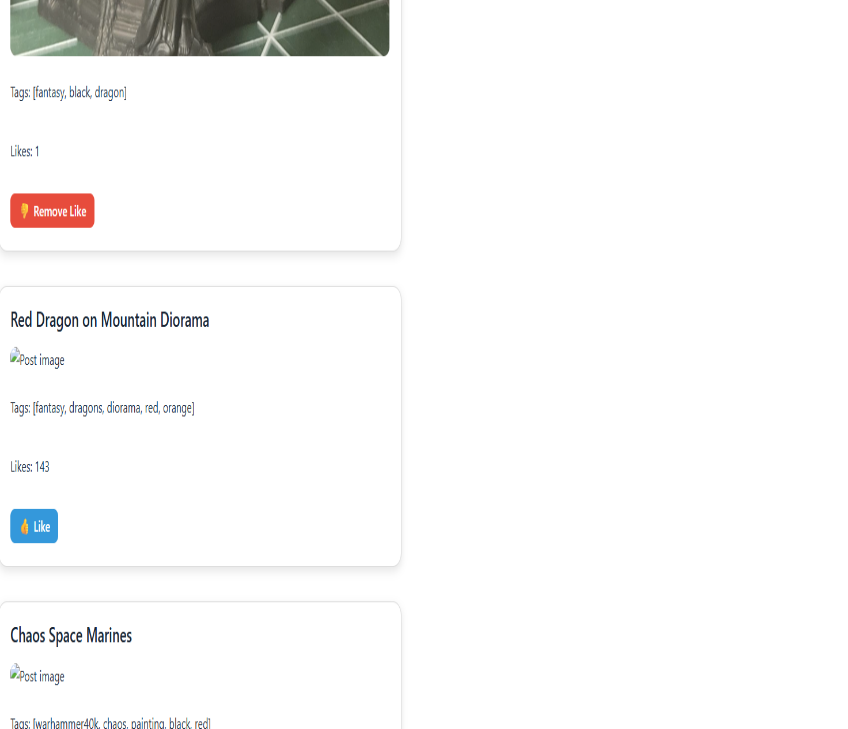 Tags: [fantasy, black, dragon]
Likes: 1
👎 Remove Like
Red Dragon on Mountain Diorama
Post image
Tags: [fantasy, dragons, diorama, red, orange]
Likes: 143
👍 Like
Chaos Space Marines
Post image
Tags: [warhammer40k, chaos, painting, black, red]